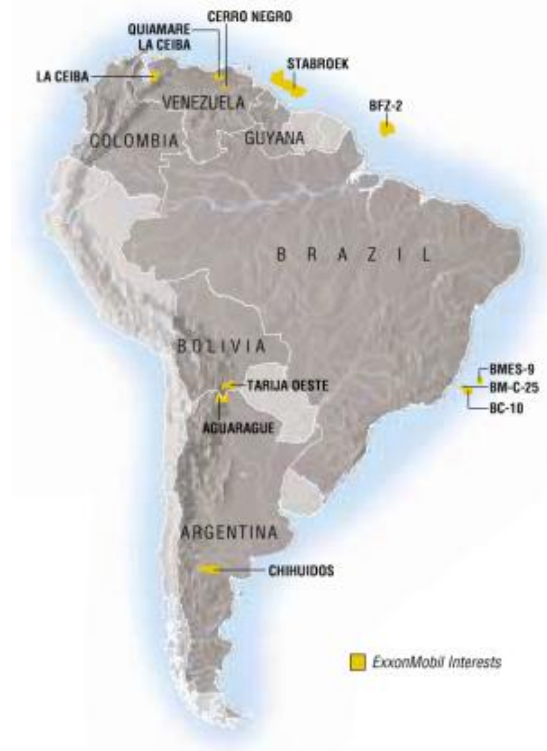 CERRO NEGRO
QUIAMARE
LA CEIBA
LA CEIBA
STABROEK
VENEZUELA
BFZ-2
COLOMBIA
GUYANA
BRAZIL
BOLIVIA
BMES-9
TARIJA OESTE
BM-C-25
BC-10
AGUARAGUE
ARGENTINA
CHIHUIDOS
ExxonMobil Interests